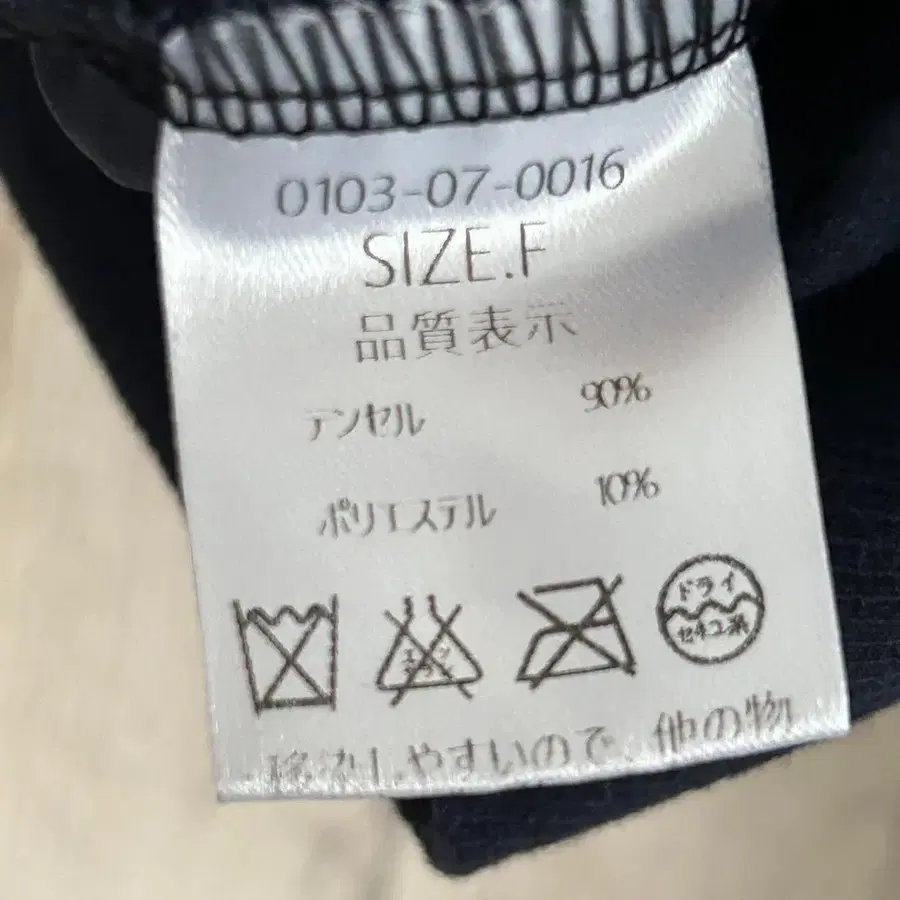 0103-07-0016
SIZE.F
品質表示
テンセル 90%
ポリエステル 10%
ドライ
セキユ系
移染しやすいので、他の物